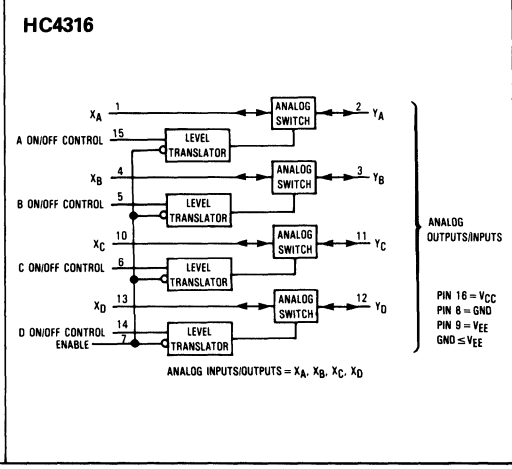 HC4316
XA 1 ANALOG SWITCH 2 YA
A ON/OFF CONTROL 15 LEVEL TRANSLATOR
XB 4 ANALOG SWITCH 3 YB
B ON/OFF CONTROL 5 LEVEL TRANSLATOR
XC 10 ANALOG SWITCH 11 YC
C ON/OFF CONTROL 6 LEVEL TRANSLATOR
XD 13 ANALOG SWITCH 12 YD
D ON/OFF CONTROL 14 LEVEL TRANSLATOR
ENABLE 7
ANALOG OUTPUTS/INPUTS
PIN 16 = VCC
PIN 8 = GND
PIN 9 = VEE
GND ≤ VEE
ANALOG INPUTS/OUTPUTS = XA, XB, XC, XD